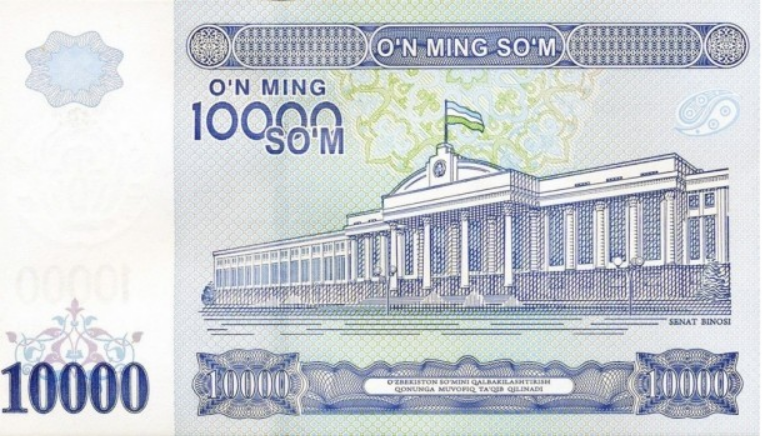 O'N MING SO'M
O'N MING
10000
SO'M
10000
SENAT BINOSI
10000
10000
O'ZBEKISTON SO'MINI QALBAKILASHTIRISH
QONUNGA MUVOFIQ TA'QIB QILINADI
10000